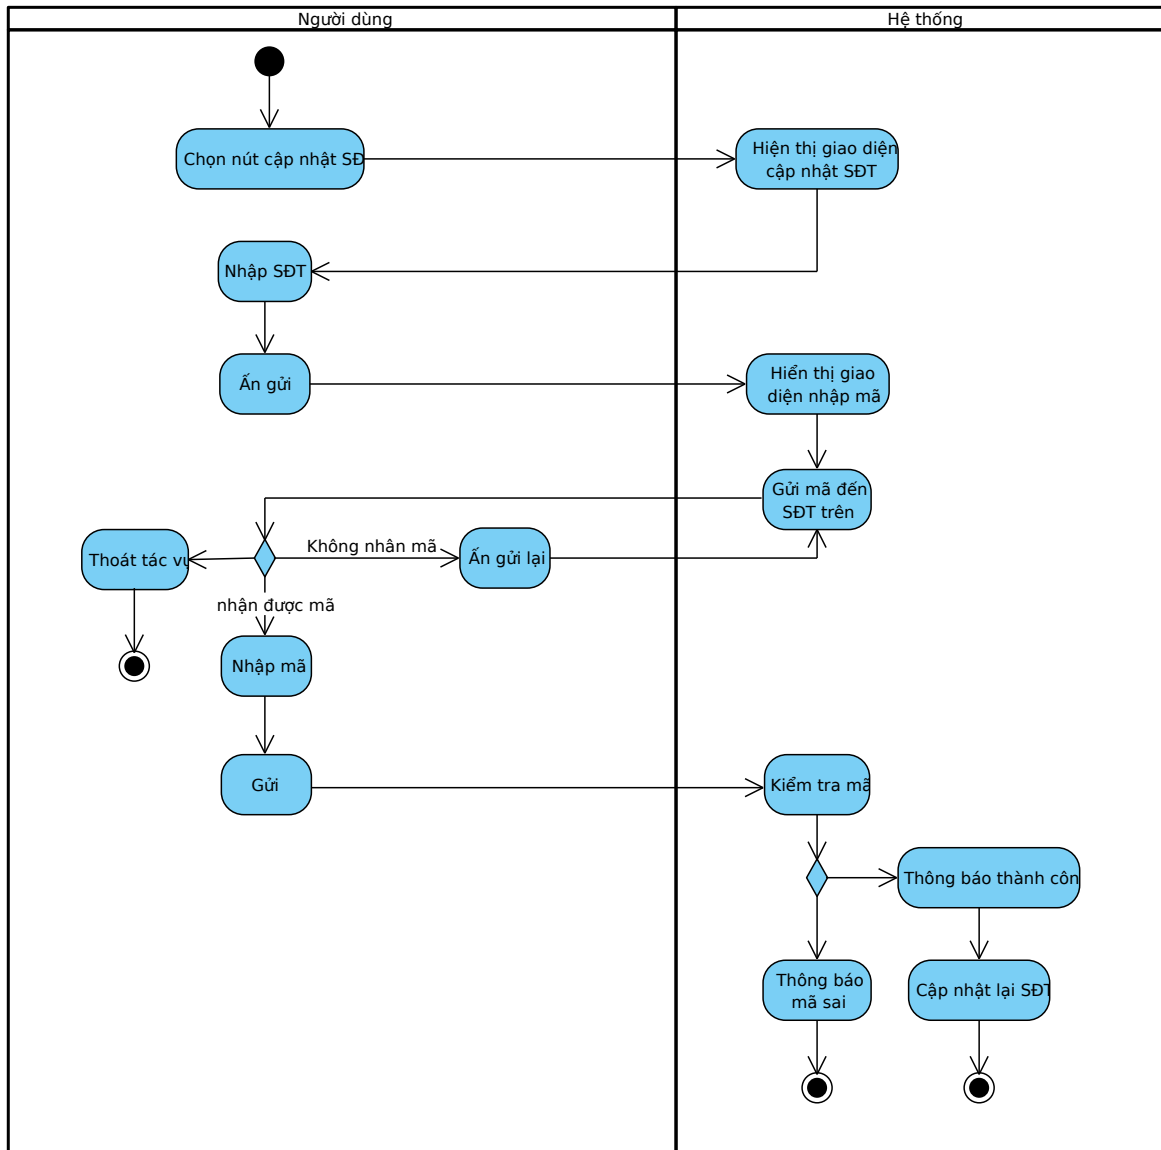 Người dùng
Hệ thống
Chọn nút cập nhật SĐ
Hiện thị giao diện
cập nhật SĐT
Nhập SĐT
Ấn gửi
Hiển thị giao
diện nhập mã
Gửi mã đến
SĐT trên
Thoát tác vụ
Không nhân mã
Ấn gửi lại
nhận được mã
Nhập mã
Gửi
Kiểm tra mã
Thông báo thành côn
Thông báo
mã sai
Cập nhật lại SĐT